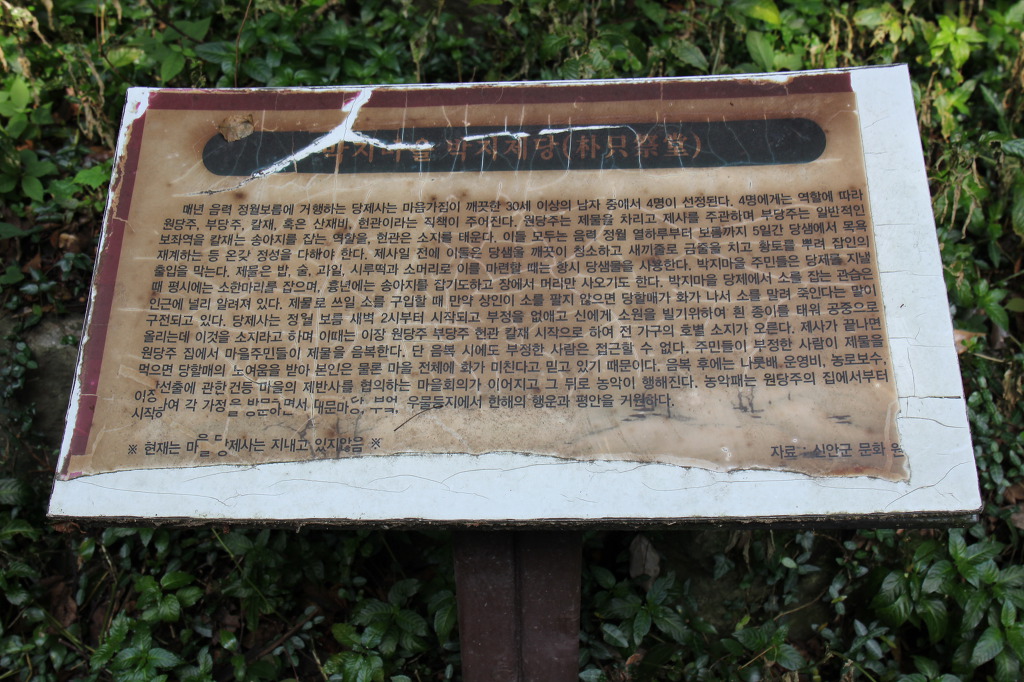 박지제당(朴只祭堂)
매년 음력 정월보름에 거행하는 당제사는 마음가짐이 깨끗한 30세 이상의 남자 중에서 4명이 선정된다. 4명에게는 역할에 따라
원당주, 부당주, 칼재, 혹은 산재비, 헌관이라는 직책이 주어진다. 원당주는 제물을 차리고 제사를 주관하며 부당주는 일반적인
보좌역을 칼재는 송아지를 잡는 역할을, 헌관은 소지를 태운다. 이들 모두는 음력 정월 열하루부터 보름까지 5일간 당샘에서 목욕
재계하는 등 온갖 정성을 다해야 한다. 제사일 전에 이들은 당샘을 깨끗이 청소하고, 새끼줄로 금줄을 치고 황토를 뿌려 잡인의
출입을 막는다. 제물은 밥, 술, 과일, 시루떡과 소머리로 이를 마련할 때는 항시 당샘물을 사용한다. 박지마을 주민들은 당제를 지낼
때 평시에는 소한마리를 잡으며, 흉년에는 송아지를 잡기도하고 장에서 머리만 사오기도 한다. 박지마을 당제에서 소를 잡는 관습은
인근에 널리 알려져 있다. 제물로 쓰일 소를 구입할 때 만약 상인이 소를 팔지 않으면 당할매가 화가 나서 소를 말려 죽인다는 말이
구전되고 있다. 당제사는 정월 보름 새벽 2시부터 시작되고 부정을 없애고 신에게 소원을 빌기위하여 흰 종이를 태워 공중으로
올리는데 이것을 소지라고 하며 이때는 이장 원당주 부당주 헌관 칼재 시작으로 하여 전 가구의 호별 소지가 오른다. 제사가 끝나면
원당주 집에서 마을주민들이 제물을 음복한다. 단 음복 시에도 부정한 사람은 접근할 수 없다. 주민들이 부정한 사람이 제물을
먹으면 당할매의 노여움을 받아 본인은 물론 마을 전체에 화가 미친다고 믿고 있기 때문이다. 음복 후에는 나룻배, 운영비, 농로보수,
이장선출에 관한건등 마을의 제반사를 협의하는 마을회의가 이어지고, 그 뒤로 농악이 행해진다. 농악패는 원당주의 집에서부터
시작하여 각 가정을 방문하면서 대문마당, 부엌, 우물등지에서 한해의 행운과 평안을 거원하다.
※ 현재는 마을 당제사는 지내고 있지않음 ※
자료 : 신안군 문화 원